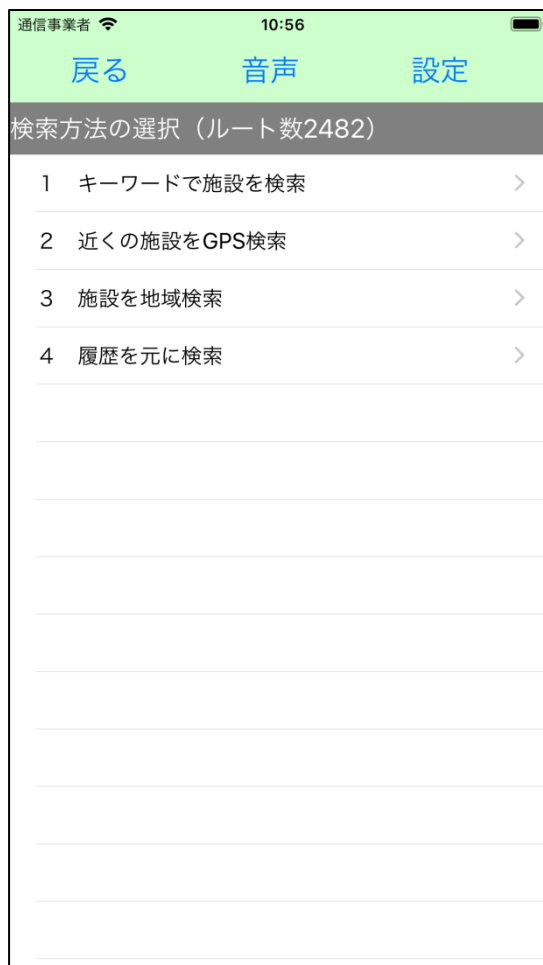 通信事業者 10:56
戻る 音声 設定
検索方法の選択（ルート数2482）
1 キーワードで施設を検索
2 近くの施設をGPS検索
3 施設を地域検索
4 履歴を元に検索